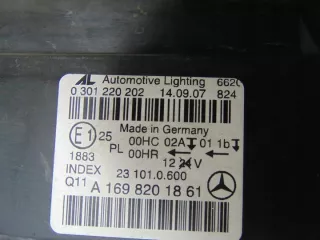 AL Automotive Lighting 662
0 301 220 202 14.09.07 824
Made in Germany
E1 25 00HC 02A 01 1b
PL 00HR ← ←
1883 12 24V
INDEX 23 101.0.600
Q11 A 169 820 18 61